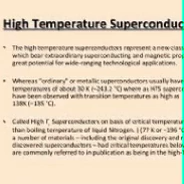 High Temperature Superconduc
• The high temperature superconductors represent a new class
which bear extraordinary superconducting and magnetic pro
great potential for wide-ranging technological applications.
• Whereas "ordinary" or metallic superconductors usually have
temperatures of about 30 K (−243.2 °C) where as HTS superc
have been observed with transition temperatures as high as
138K (−135 °C).
• Called High Tc Superconductors on basis of critical temperatur
than boiling temperature of liquid Nitrogen. ) (77 K or −196 °
a number of materials – including the original discovery and r
discovered superconductors – had critical temperatures below
are commonly referred to in publication as being in the high-